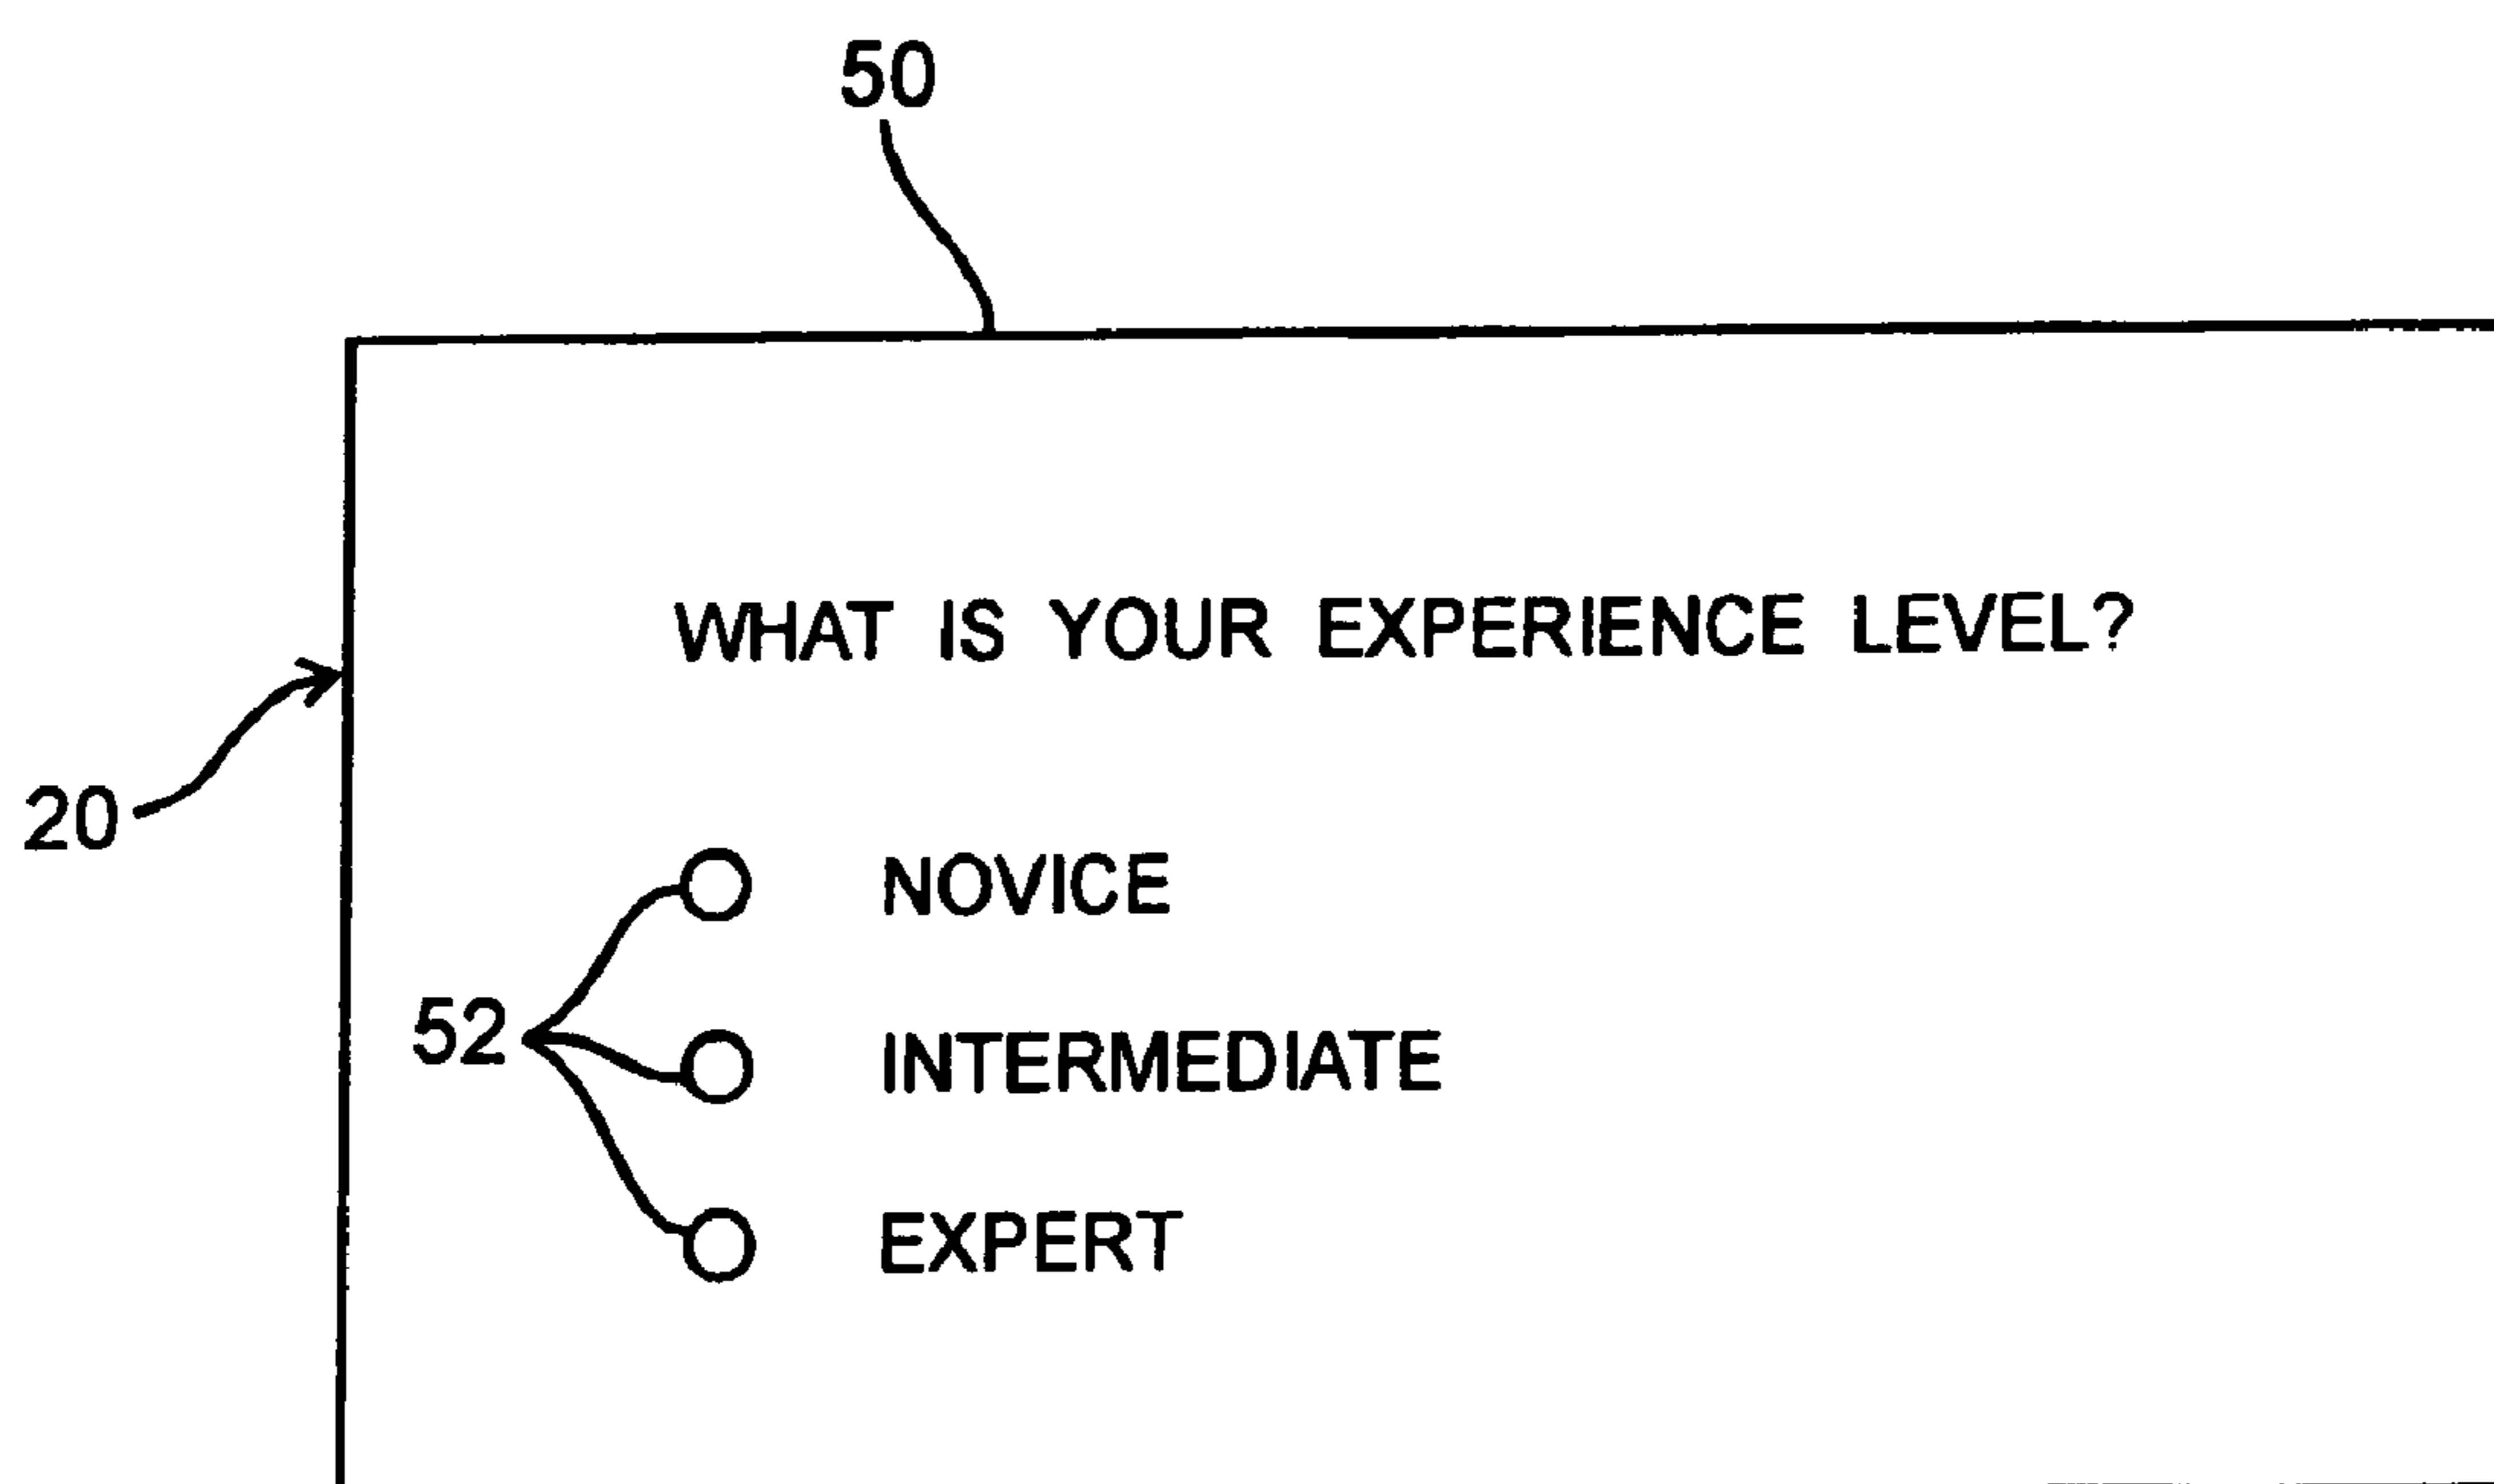 50
WHAT IS YOUR EXPERIENCE LEVEL?
20
NOVICE
52
INTERMEDIATE
EXPERT